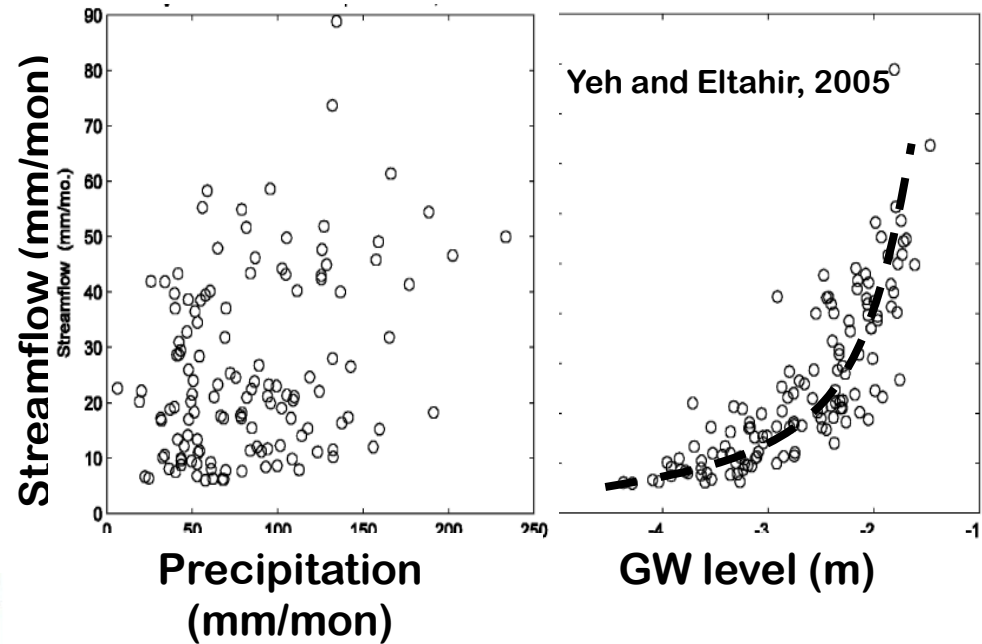 90
80
70
60
50
40
30
20
10
0
Streamflow (mm/mon)
Streamflow (mm/mo.)
0 50 100 150 200 250
Precipitation
(mm/mon)
Yeh and Eltahir, 2005
-4 -3 -2 -1
GW level (m)